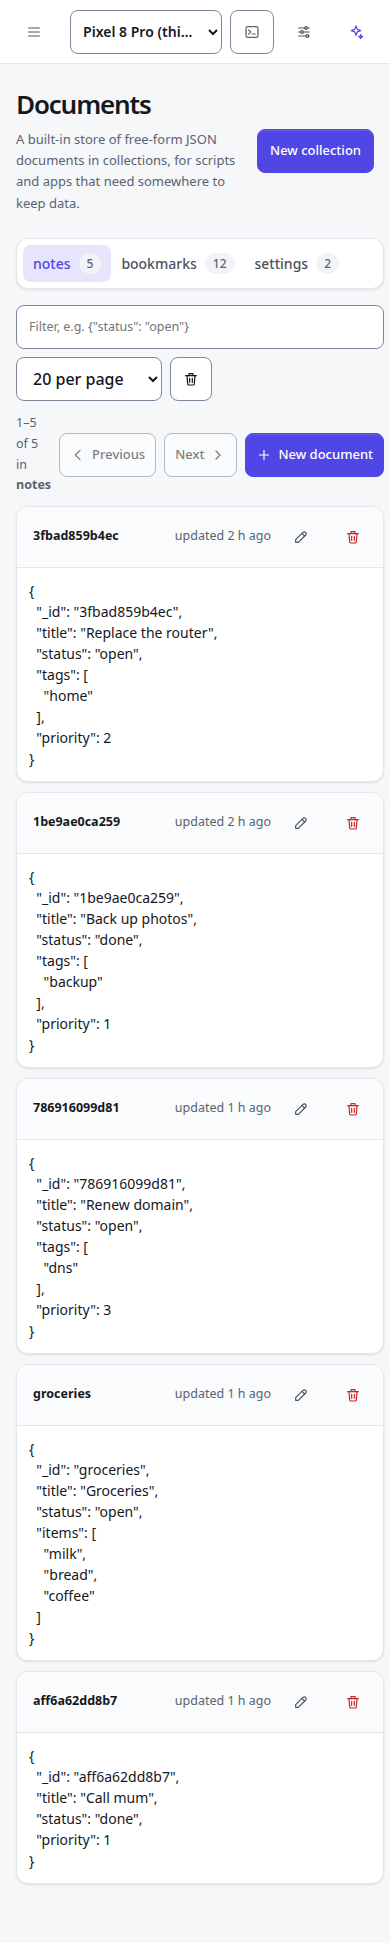 Pixel 8 Pro (thi...
Documents
A built-in store of free-form JSON
documents in collections, for scripts
and apps that need somewhere to
keep data.
New collection
notes 5 bookmarks 12 settings 2
Filter, e.g. {"status": "open"}
20 per page
1–5
of 5
in
notes
Previous
Next
New document
3fbad859b4ec updated 2 h ago
{
"_id": "3fbad859b4ec",
"title": "Replace the router",
"status": "open",
"tags": [
"home"
],
"priority": 2
}
1be9ae0ca259 updated 2 h ago
{
"_id": "1be9ae0ca259",
"title": "Back up photos",
"status": "done",
"tags": [
"backup"
],
"priority": 1
}
786916099d81 updated 1 h ago
{
"_id": "786916099d81",
"title": "Renew domain",
"status": "open",
"tags": [
"dns"
],
"priority": 3
}
groceries updated 1 h ago
{
"_id": "groceries",
"title": "Groceries",
"status": "open",
"items": [
"milk",
"bread",
"coffee"
]
}
aff6a62dd8b7 updated 1 h ago
{
"_id": "aff6a62dd8b7",
"title": "Call mum",
"status": "done",
"priority": 1
}